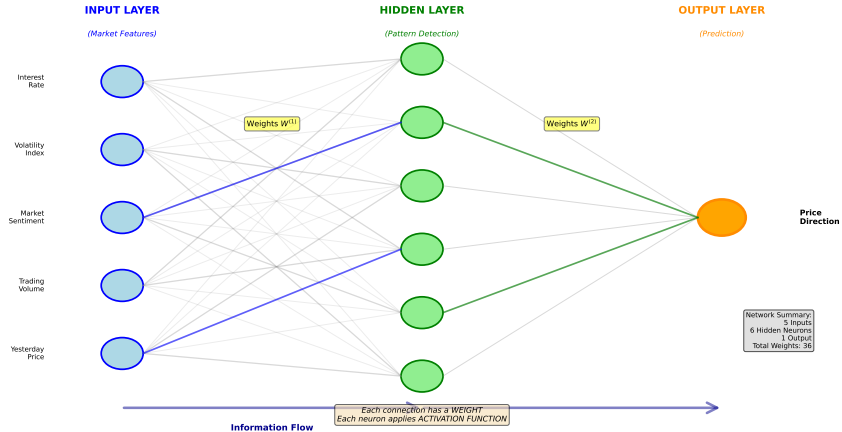 INPUT LAYER
HIDDEN LAYER
OUTPUT LAYER
(Market Features)
(Pattern Detection)
(Prediction)
Interest
Rate
Volatility
Index
Market
Sentiment
Trading
Volume
Yesterday
Price
Weights W^(1)
Weights W^(2)
Price
Direction
Network Summary:
5 Inputs
6 Hidden Neurons
1 Output
Total Weights: 36
Each connection has a WEIGHT
Each neuron applies ACTIVATION FUNCTION
Information Flow